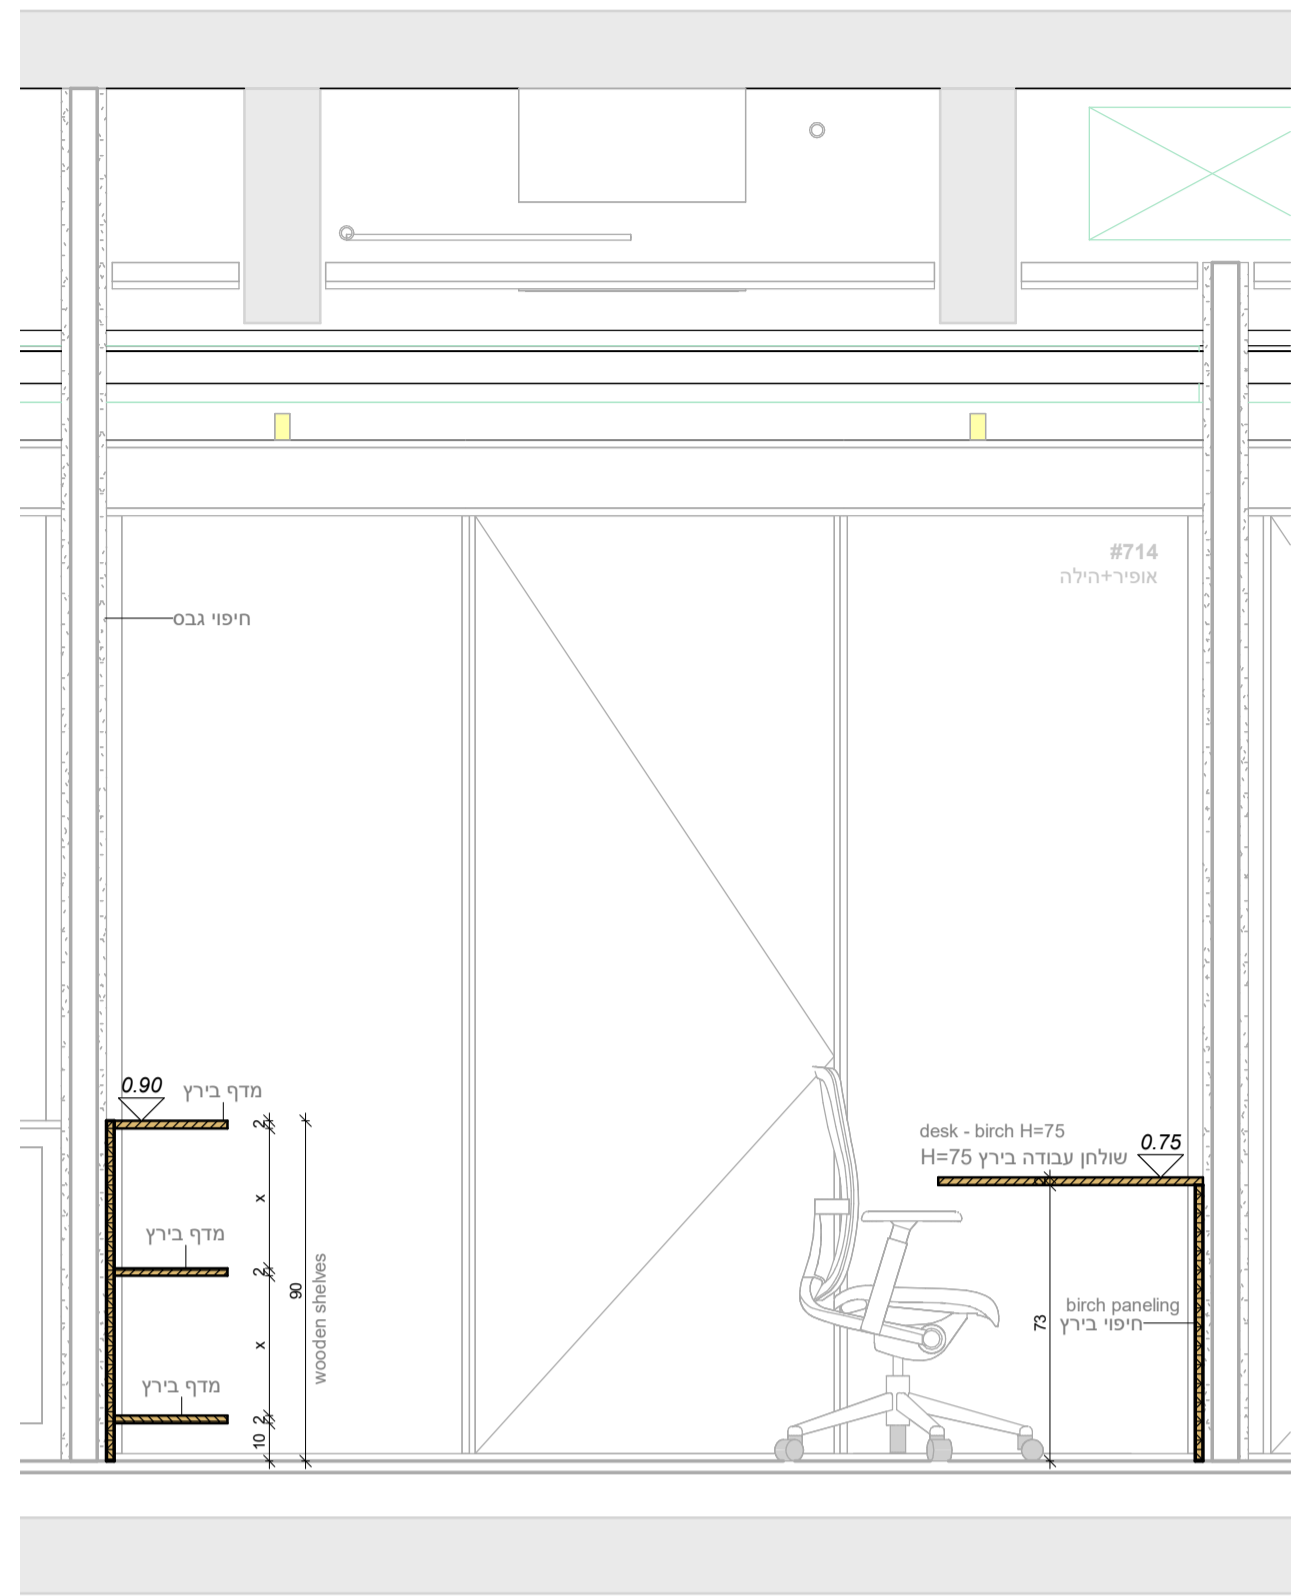 #714
אופיר+הילה
חיפוי גבס
0.90
מדף בירץ
2
x
מדף בירץ
2
x
90
wooden shelves
מדף בירץ
2
10
desk - birch H=75
שולחן עבודה בירץ H=75
0.75
2
73
birch paneling
חיפוי בירץ